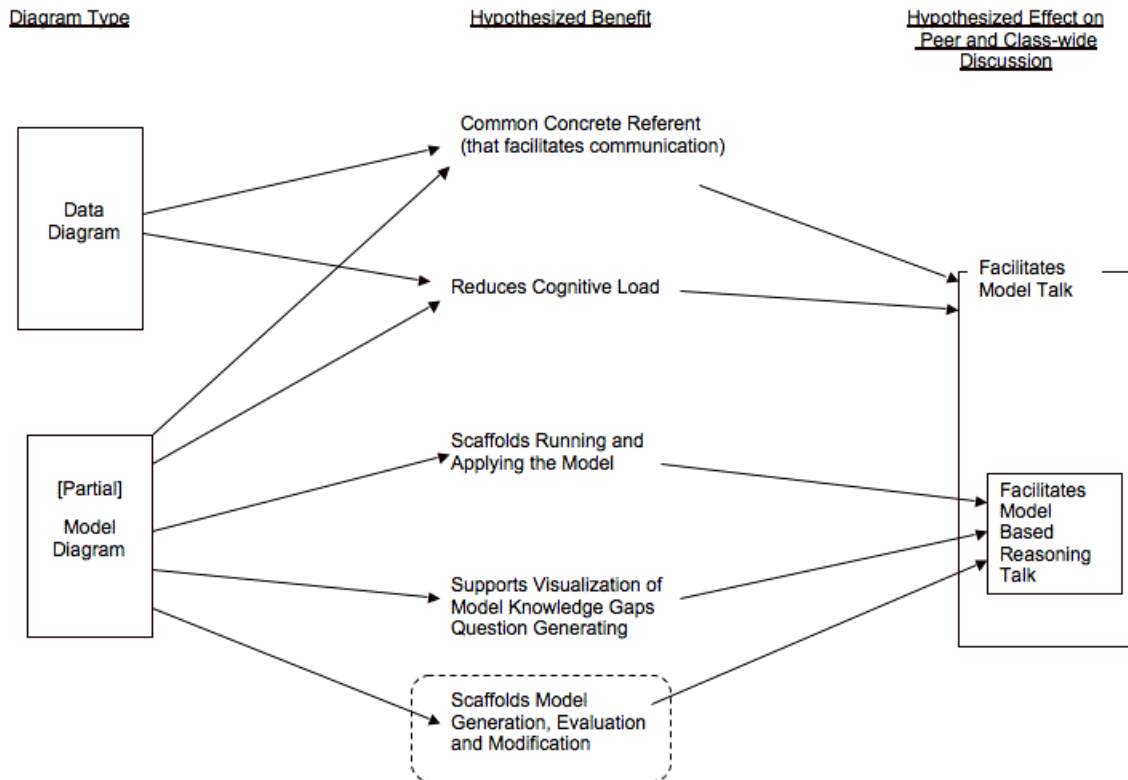 Diagram Type
Hypothesized Benefit
Hypothesized Effect on
Peer and Class-wide
Discussion
Common Concrete Referent
(that facilitates communication)
Data
Diagram
Reduces Cognitive Load
Facilitates
Model Talk
[Partial]
Model
Diagram
Scaffolds Running and
Applying the Model
Facilitates
Model
Based
Reasoning
Talk
Supports Visualization of
Model Knowledge Gaps
Question Generating
Scaffolds Model
Generation, Evaluation
and Modification